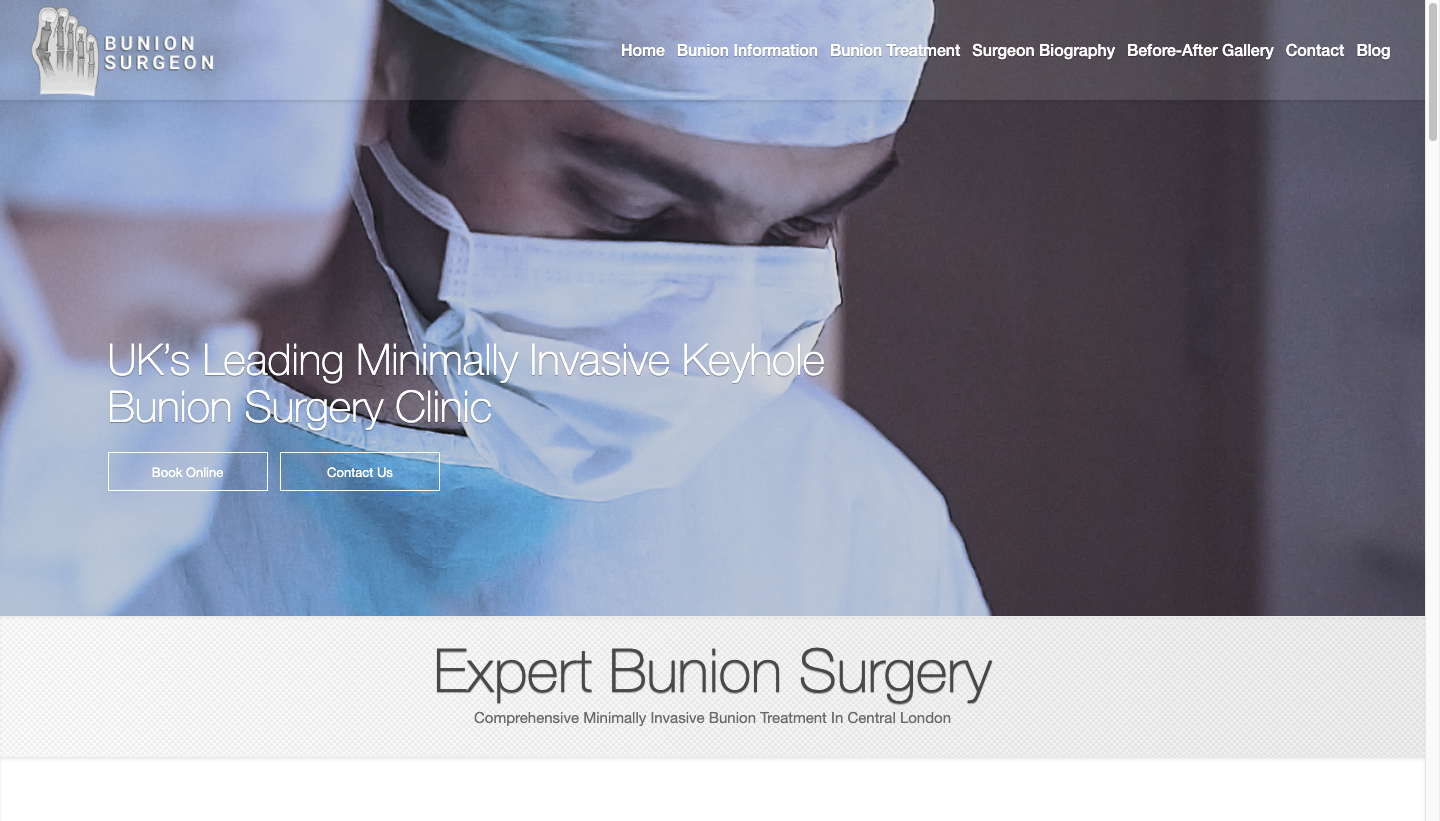 BUNION
SURGEON
Home Bunion Information Bunion Treatment Surgeon Biography Before-After Gallery Contact Blog
UK's Leading Minimally Invasive Keyhole
Bunion Surgery Clinic
Book Online Contact Us
Expert Bunion Surgery
Comprehensive Minimally Invasive Bunion Treatment In Central London